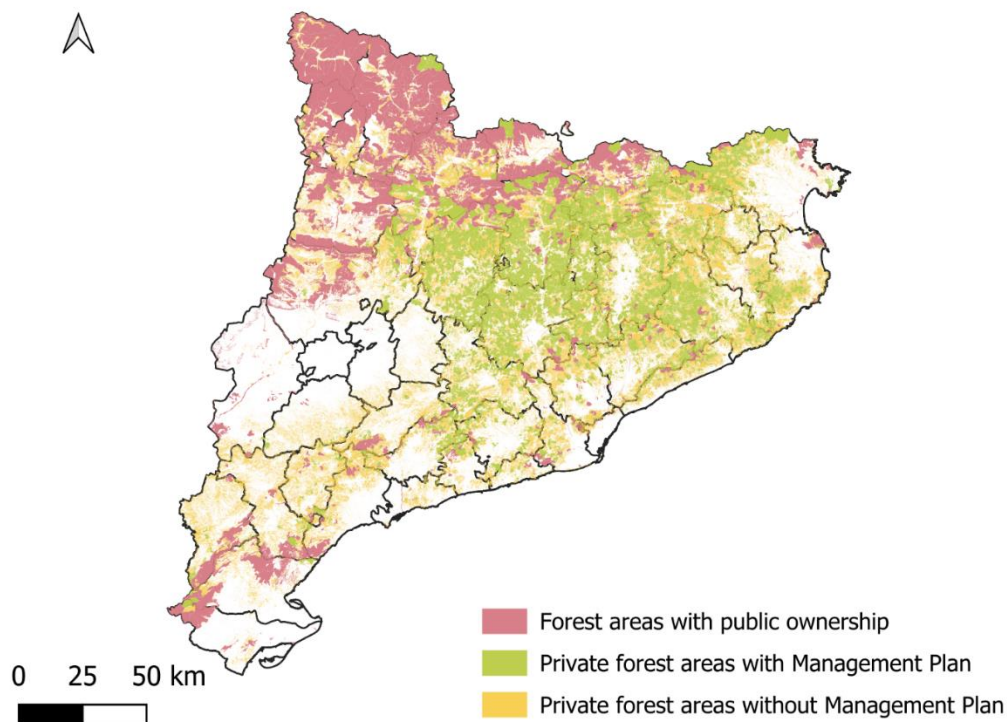 Forest areas with public ownership
Private forest areas with Management Plan
Private forest areas without Management Plan
0 25 50 km